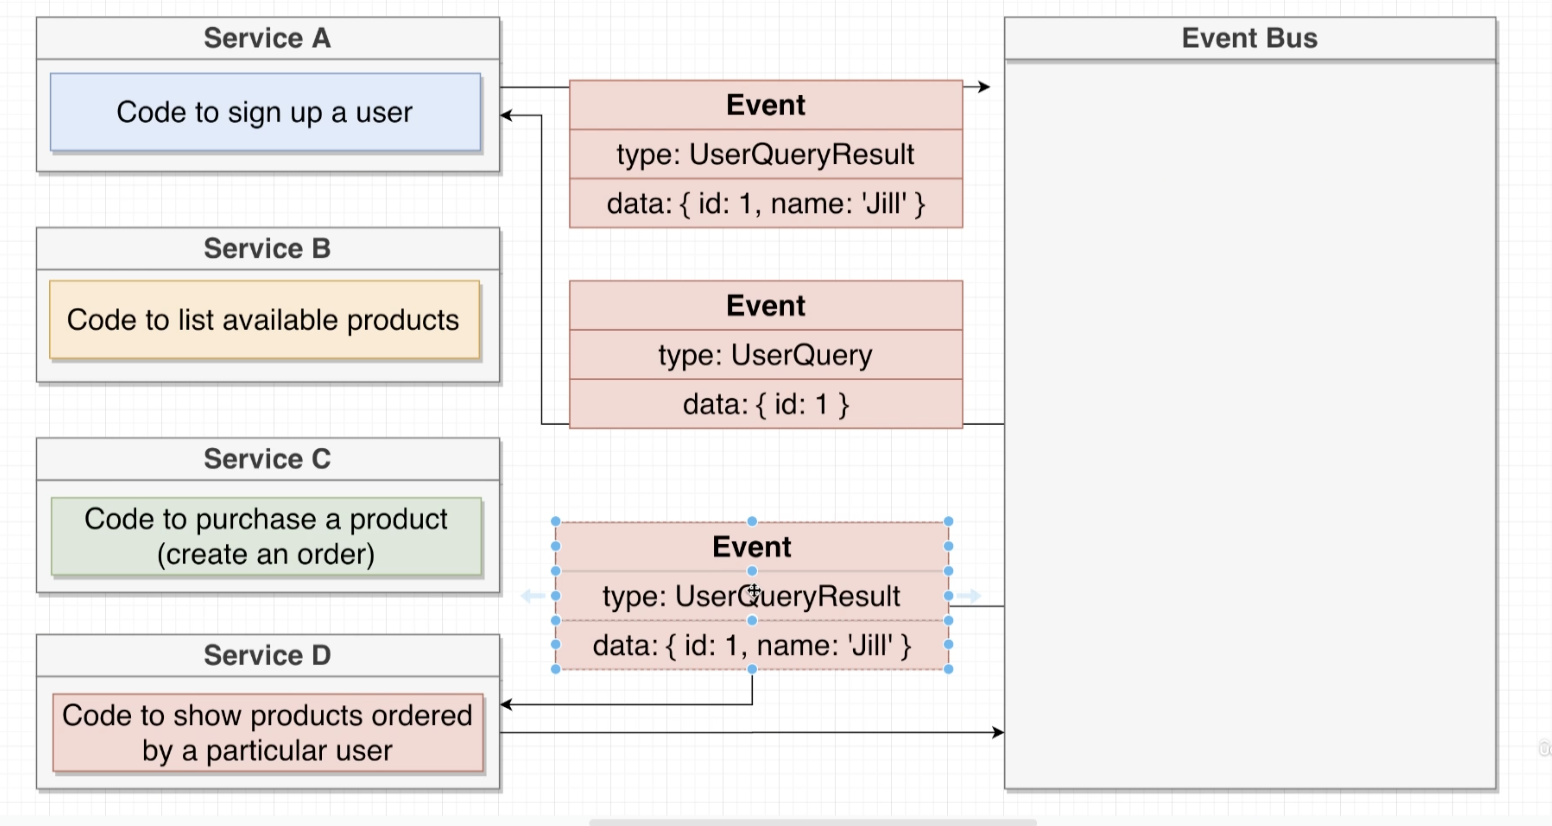 Service A
Code to sign up a user
Service B
Code to list available products
Service C
Code to purchase a product
(create an order)
Service D
Code to show products ordered
by a particular user
Event
type: UserQueryResult
data: { id: 1, name: 'Jill' }
Event
type: UserQuery
data: { id: 1 }
Event
type: UserQueryResult
data: { id: 1, name: 'Jill' }
Event Bus